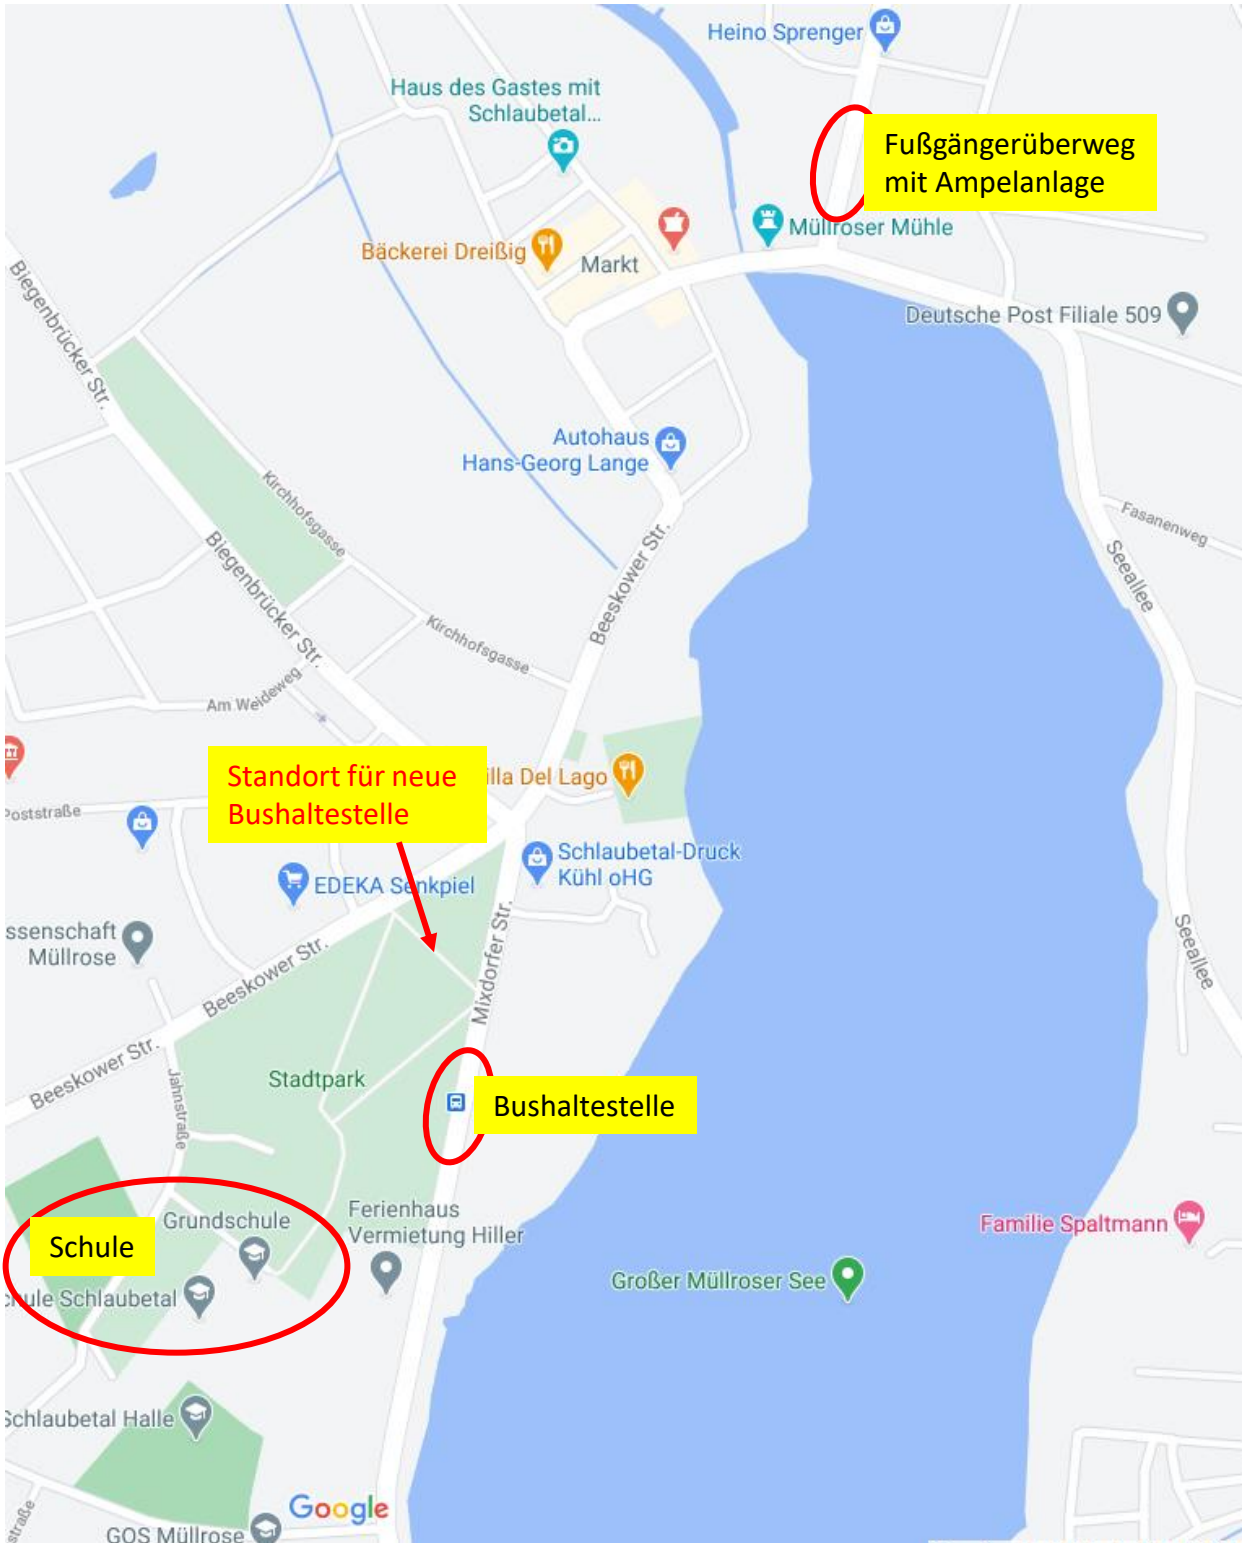 Heino Sprenger
Haus des Gastes mit
Schlaubetal...
Fußgängerüberweg
mit Ampelanlage
Müllroser Mühle
Bäckerei Dreißig
Markt
Deutsche Post Filiale 509
Biegenbrücker Str.
Autohaus
Hans-Georg Lange
Kirchhofsgasse
Fasanenweg
Beeskower Str.
Seeallee
Biegenbrücker Str.
Kirchhofsgasse
Am Weideweg
Standort für neue
Bushaltestelle
illa Del Lago
Poststraße
Schlaubetal-Druck
Kühl oHG
EDEKA Senkpiel
ssenschaft
Müllrose
Mixdorfer Str.
Seeallee
Beeskower Str.
Beeskower Str.
Jahnstraße
Stadtpark
Bushaltestelle
Schule
Grundschule
Ferienhaus
Vermietung Hiller
Familie Spaltmann
Großer Müllroser See
chule Schlaubetal
Schlaubetal Halle
Google
straße
GOS Müllrose